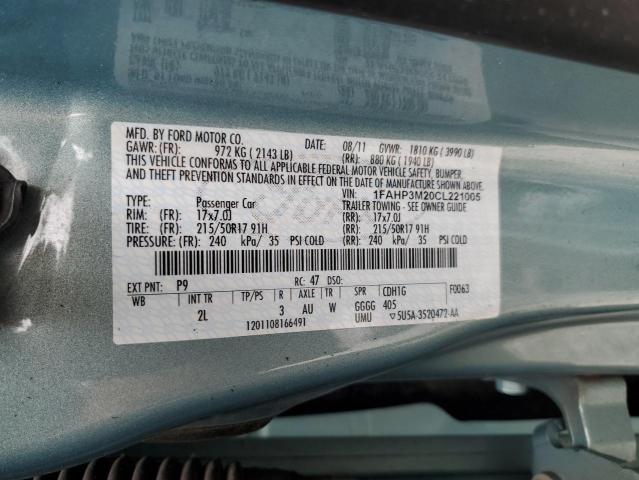 MFD. BY FORD MOTOR CO. DATE: 08/11 GVWR: 1810 KG ( 3990 LB)
GAWR: (FR): 972 KG ( 2143 LB) (RR): 880 KG ( 1940 LB)
THIS VEHICLE CONFORMS TO ALL APPLICABLE FEDERAL MOTOR VEHICLE SAFETY, BUMPER,
AND THEFT PREVENTION STANDARDS IN EFFECT ON THE DATE OF MANUFACTURE SHOWN ABOVE.
VIN: 1FAHP3M20CL221005
TYPE: Passenger Car TRAILER TOWING - SEE OWNER GUIDE
RIM: (FR): 17x7.0J (RR): 17x7.0J
TIRE: (FR): 215/50R17 91H (RR): 215/50R17 91H
PRESSURE: (FR): 240 kPa/ 35 PSI COLD (RR): 240 kPa/ 35 PSI COLD
EXT PNT: P9 RC: 47 DSO: F0063
WB INT TR TP/PS R AXLE TR SPR CDH1G
2L 3 AU W GGGG 405
1201108166491 UMU 5U5A-3520472-AA